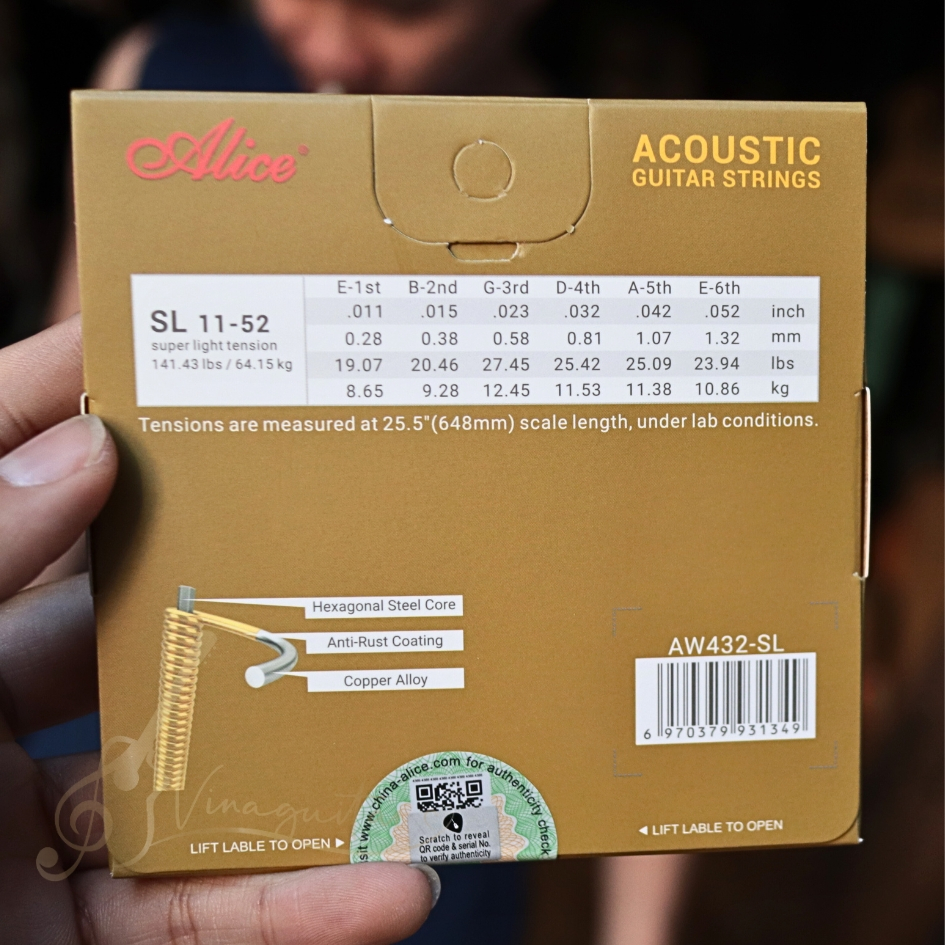 Alice®
ACOUSTIC
GUITAR STRINGS
SL 11-52
super light tension
141.43 lbs / 64.15 kg
E-1st B-2nd G-3rd D-4th A-5th E-6th
.011 .015 .023 .032 .042 .052 inch
0.28 0.38 0.58 0.81 1.07 1.32 mm
19.07 20.46 27.45 25.42 25.09 23.94 lbs
8.65 9.28 12.45 11.53 11.38 10.86 kg
Tensions are measured at 25.5"(648mm) scale length, under lab conditions.
Hexagonal Steel Core
Anti-Rust Coating
Copper Alloy
AW432-SL
6 970379 931349
www.china-alice.com for authenticity check
Scratch to reveal
QR code & serial No.
to verify authenticity
LIFT LABLE TO OPEN ▶
◀ LIFT LABLE TO OPEN